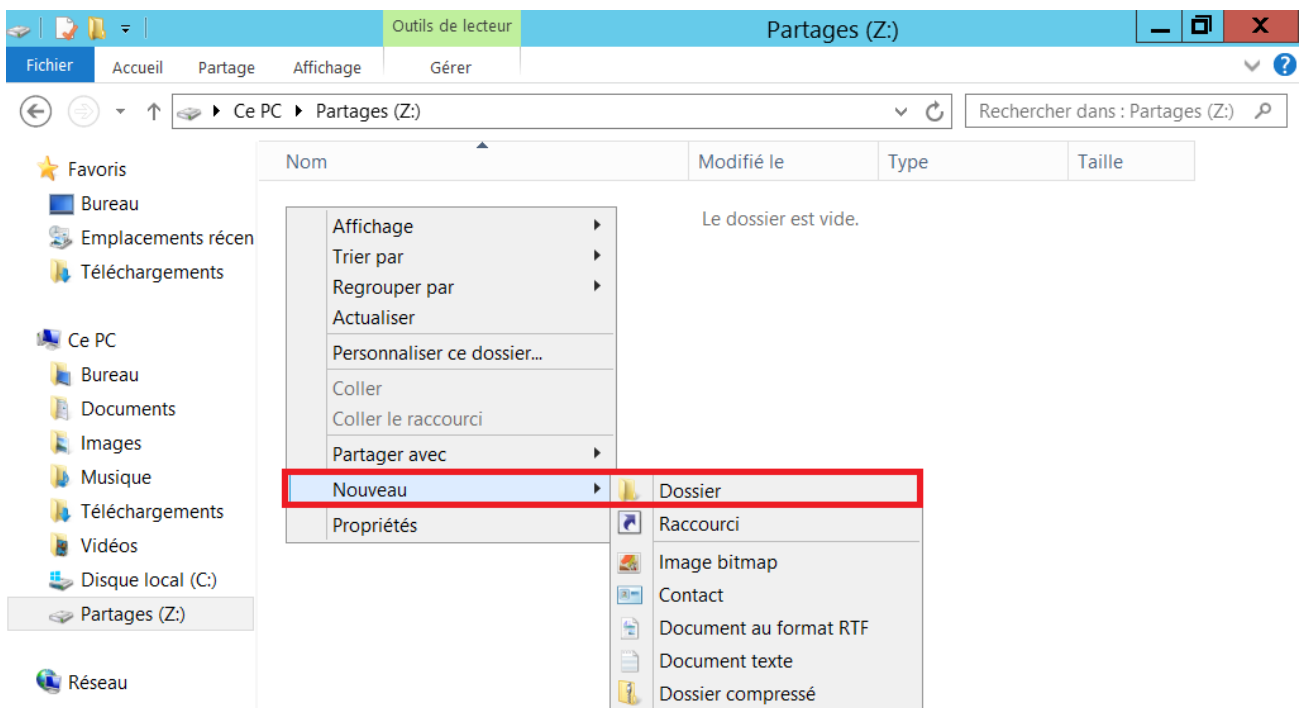 Outils de lecteur
Partages (Z:)
Fichier
Accueil
Partage
Affichage
Gérer
Ce PC
Partages (Z:)
Rechercher dans : Partages (Z:)
Favoris
Bureau
Emplacements récen
Téléchargements
Ce PC
Bureau
Documents
Images
Musique
Téléchargements
Vidéos
Disque local (C:)
Partages (Z:)
Réseau
Nom
Modifié le
Type
Taille
Le dossier est vide.
Affichage
Trier par
Regrouper par
Actualiser
Personnaliser ce dossier...
Coller
Coller le raccourci
Partager avec
Nouveau
Propriétés
Dossier
Raccourci
Image bitmap
Contact
Document au format RTF
Document texte
Dossier compressé